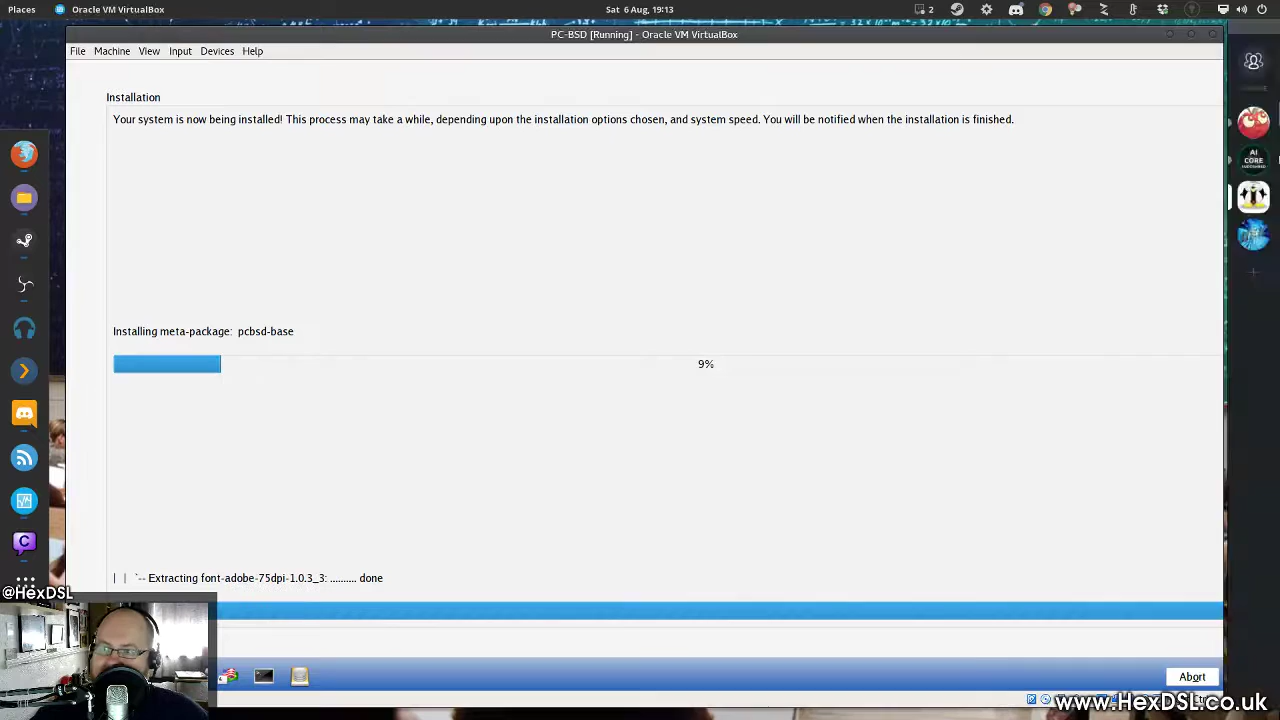 Places
Oracle VM VirtualBox
Sat 6 Aug, 19:13
2
PC-BSD [Running] - Oracle VM VirtualBox
File Machine View Input Devices Help
Installation
Your system is now being installed! This process may take a while, depending upon the installation options chosen, and system speed. You will be notified when the installation is finished.
AI
CORE
Installing meta-package: pcbsd-base
9%
| | `-- Extracting font-adobe-75dpi-1.0.3_3: .......... done
@HexDSL
Abort
www.HexDSL.co.uk